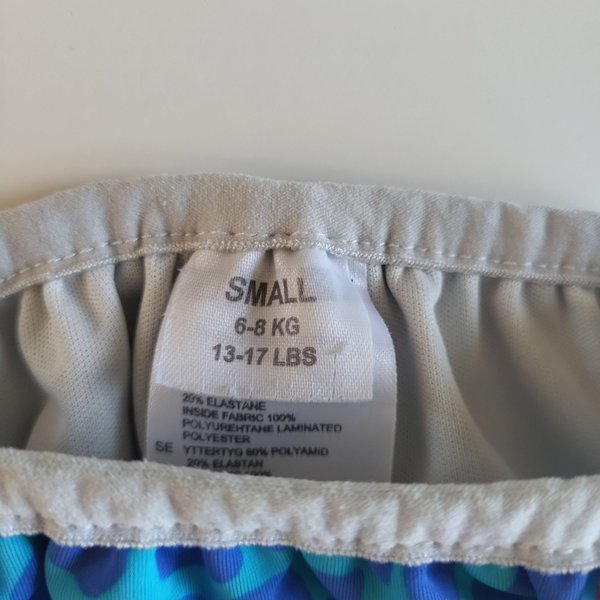 SMALL
6-8 KG
13-17 LBS
20% ELASTANE
INSIDE FABRIC 100%
POLYUREHTANE LAMINATED
POLYESTER
SE YTTERTYG 80% POLYAMID
20% ELASTAN
100%